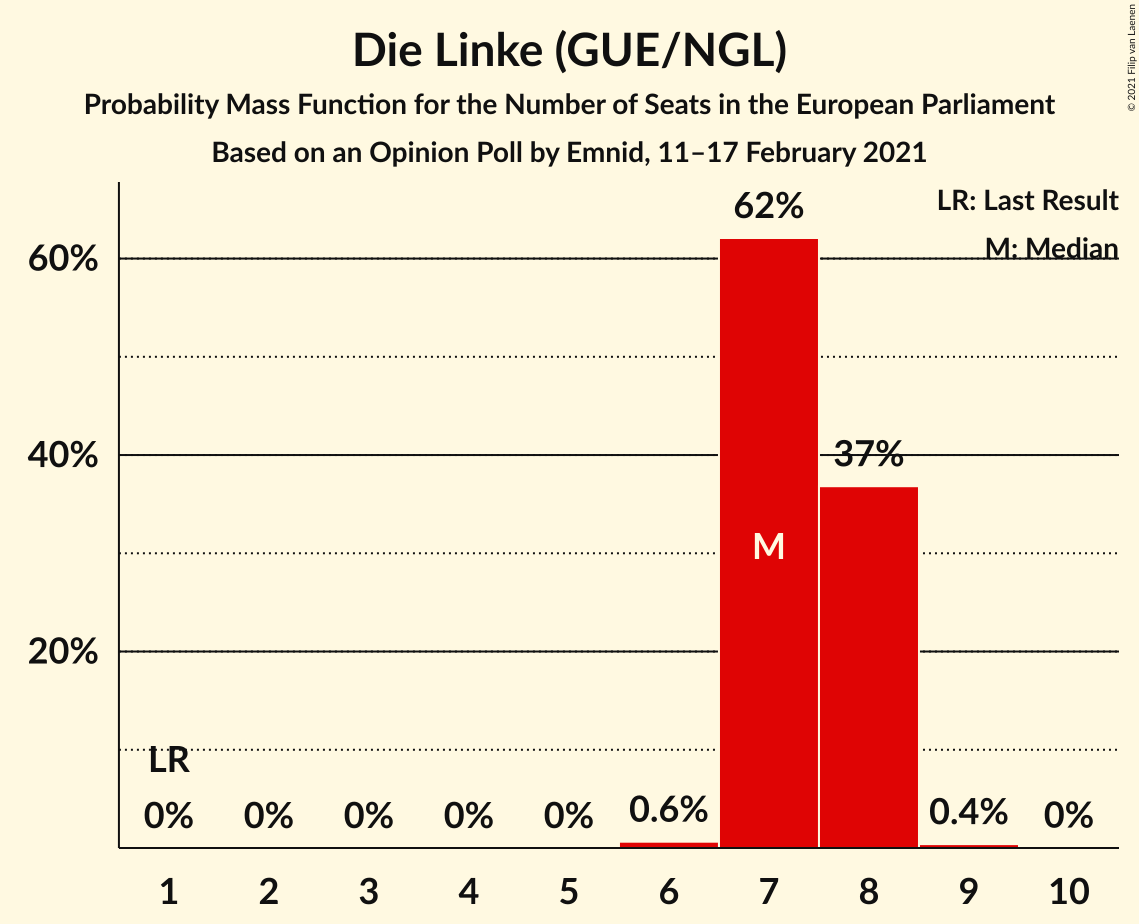 Die Linke (GUE/NGL)
Probability Mass Function for the Number of Seats in the European Parliament
Based on an Opinion Poll by Emnid, 11–17 February 2021
© 2021 Filip van Laenen
LR: Last Result
M: Median
62%
60%
40%
37%
M
20%
LR
0%
0%
0%
0%
0%
0.6%
0.4%
0%
1 2 3 4 5 6 7 8 9 10